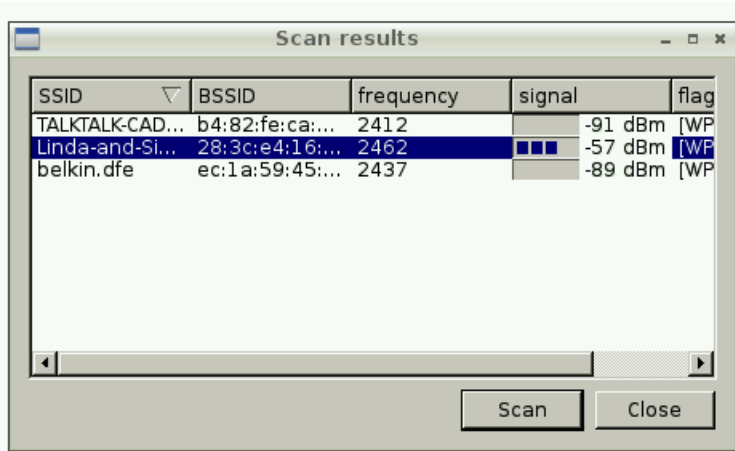 Scan results
SSID BSSID frequency signal flag
TALKTALK-CAD... b4:82:fe:ca:... 2412 -91 dBm [WP
Linda-and-Si... 28:3c:e4:16:... 2462 -57 dBm [WP
belkin.dfe ec:1a:59:45:... 2437 -89 dBm [WP
Scan Close